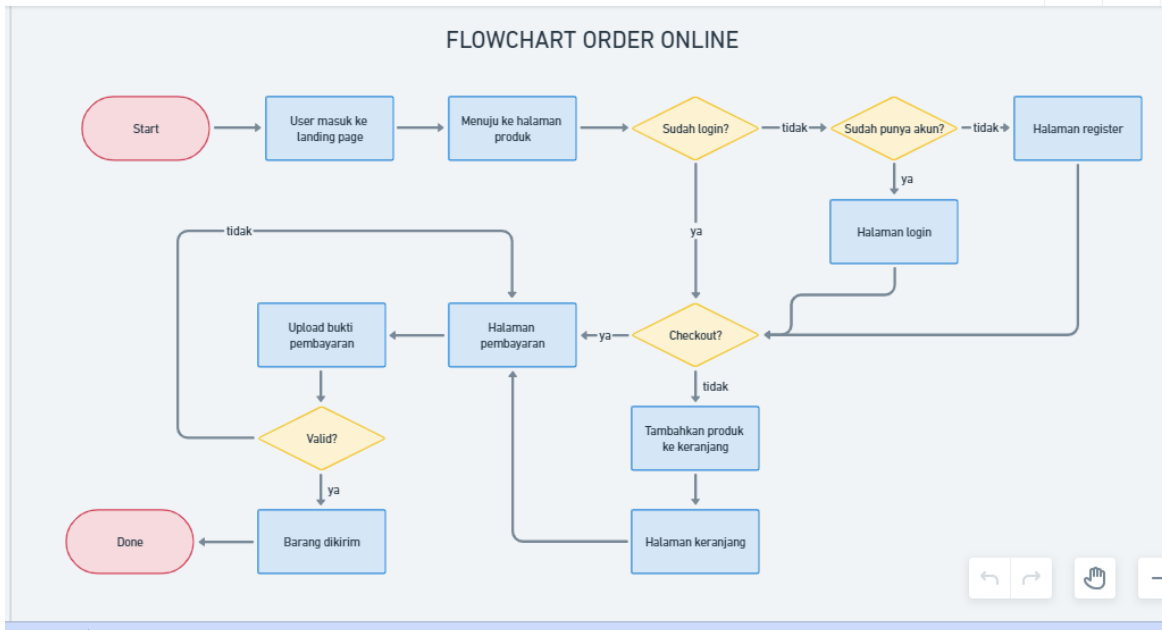 FLOWCHART ORDER ONLINE
Start
User masuk ke
landing page
Menuju ke halaman
produk
Sudah login?
tidak
Sudah punya akun?
tidak
Halaman register
ya
Halaman login
ya
tidak
Upload bukti
pembayaran
Halaman
pembayaran
ya
Checkout?
tidak
Tambahkan produk
ke keranjang
Valid?
ya
Done
Barang dikirim
Halaman keranjang